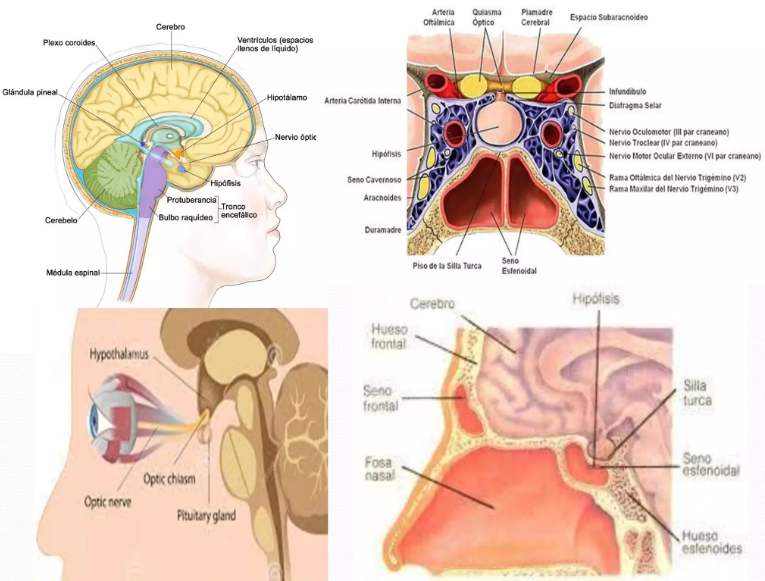 Cerebro
Plexo coroides
Ventrículos (espacios
llenos de líquido)
Glándula pineal
Hipotálamo
Nervio óptic
Hipófisis
Protuberancia
Tronco
encefálico
Bulbo raquídeo
Cerebelo
Médula espinal
Arteria
Oftálmica
Quiasma
Óptico
Piamadre
Cerebral
Espacio Subaracnoideo
Infundíbulo
Diafragma Selar
Arteria Carótida Interna
Nervio Oculomotor (III par craneano)
Nervio Troclear (IV par craneano)
Hipófisis
Nervio Motor Ocular Externo (VI par craneano)
Seno Cavernoso
Rama Oftálmica del Nervio Trigémino (V2)
Aracnoides
Rama Maxilar del Nervio Trigémino (V3)
Duramadre
Piso de la Silla Turca
Seno
Esfenoidal
Hypothalamus
Optic chiasm
Optic nerve
Pituitary gland
Cerebro
Hipófisis
Hueso
frontal
Seno
frontal
Silla
turca
Fosa
nasal
Seno
esfenoidal
Hueso
esfenoides